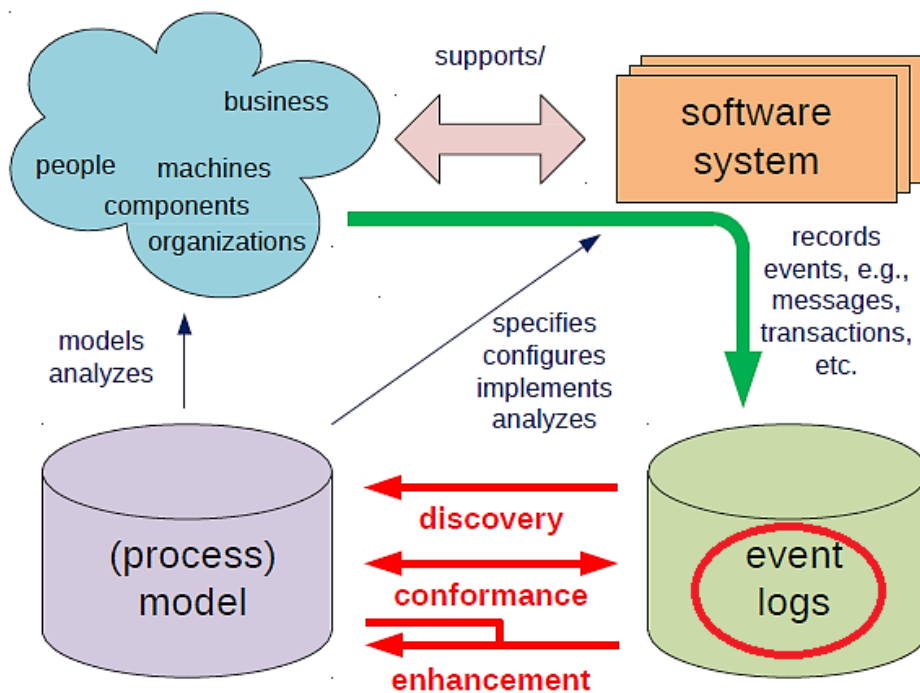 supports/
business
people
machines
components
organizations
software
system
records
events, e.g.,
messages,
transactions,
etc.
models
analyzes
specifies
configures
implements
analyzes
discovery
conformance
enhancement
(process)
model
event
logs